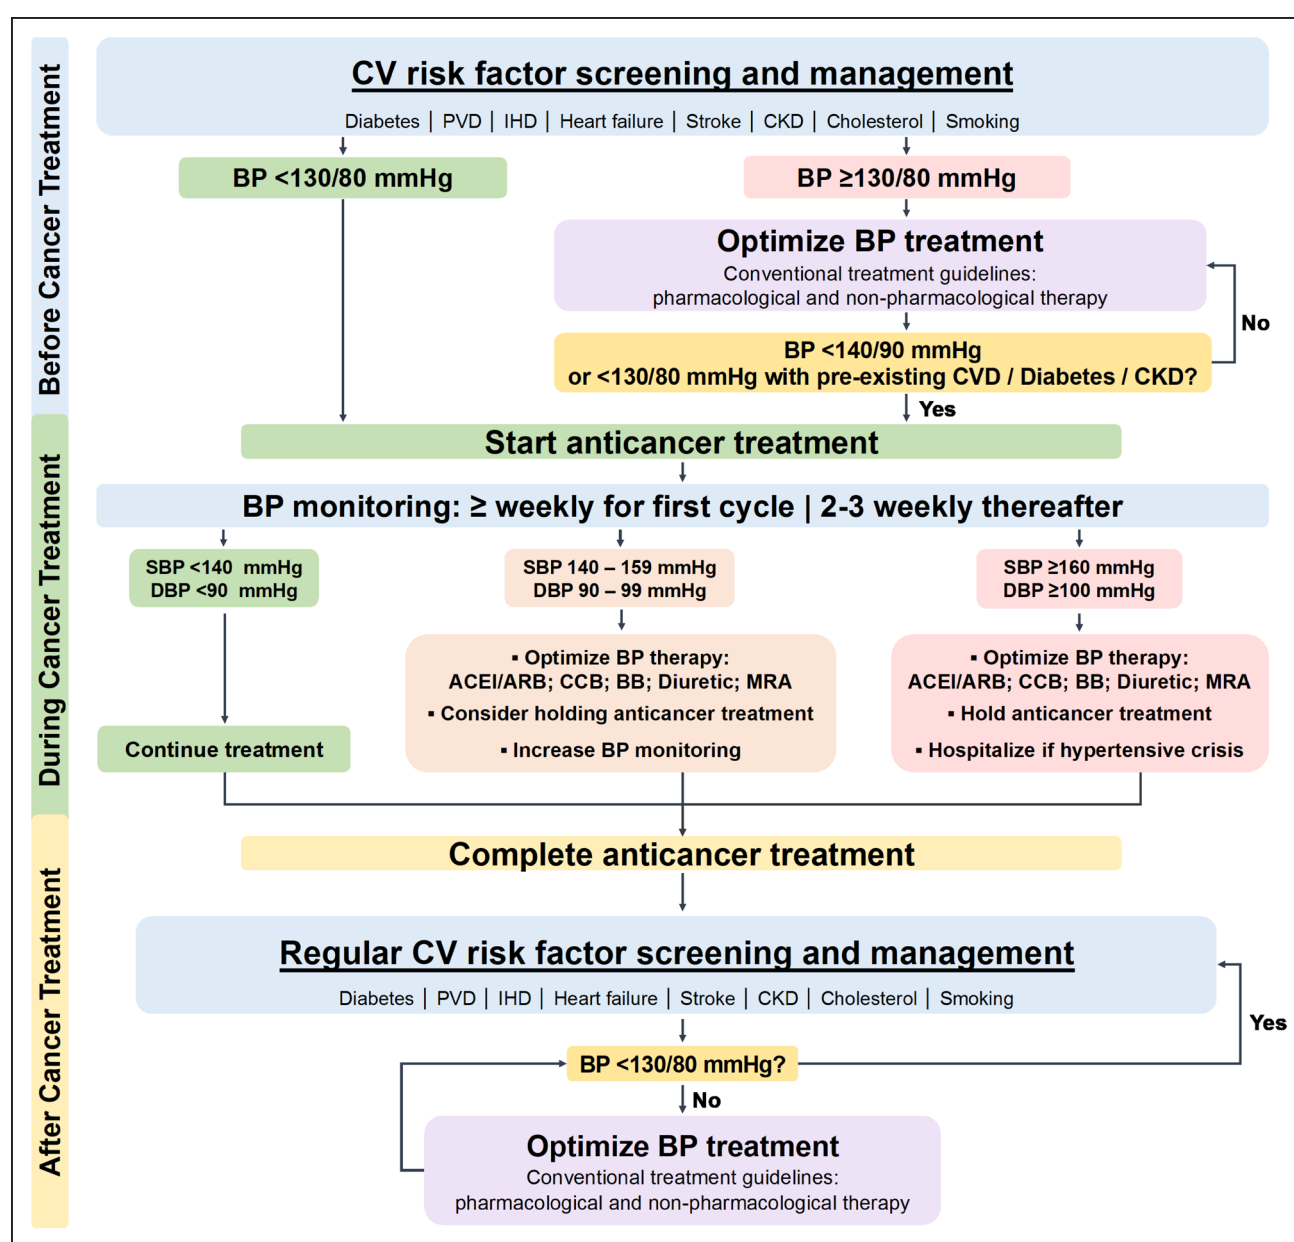 Before Cancer Treatment
CV risk factor screening and management
Diabetes | PVD | IHD | Heart failure | Stroke | CKD | Cholesterol | Smoking
BP <130/80 mmHg
BP ≥130/80 mmHg
Optimize BP treatment
Conventional treatment guidelines:
pharmacological and non-pharmacological therapy
No
BP <140/90 mmHg
or <130/80 mmHg with pre-existing CVD / Diabetes / CKD?
Yes
During Cancer Treatment
Start anticancer treatment
BP monitoring: ≥ weekly for first cycle | 2-3 weekly thereafter
SBP <140 mmHg
DBP <90 mmHg
SBP 140 – 159 mmHg
DBP 90 – 99 mmHg
SBP ≥160 mmHg
DBP ≥100 mmHg
Continue treatment
▪ Optimize BP therapy:
ACEI/ARB; CCB; BB; Diuretic; MRA
▪ Consider holding anticancer treatment
▪ Increase BP monitoring
▪ Optimize BP therapy:
ACEI/ARB; CCB; BB; Diuretic; MRA
▪ Hold anticancer treatment
▪ Hospitalize if hypertensive crisis
After Cancer Treatment
Complete anticancer treatment
Regular CV risk factor screening and management
Diabetes | PVD | IHD | Heart failure | Stroke | CKD | Cholesterol | Smoking
Yes
BP <130/80 mmHg?
No
Optimize BP treatment
Conventional treatment guidelines:
pharmacological and non-pharmacological therapy